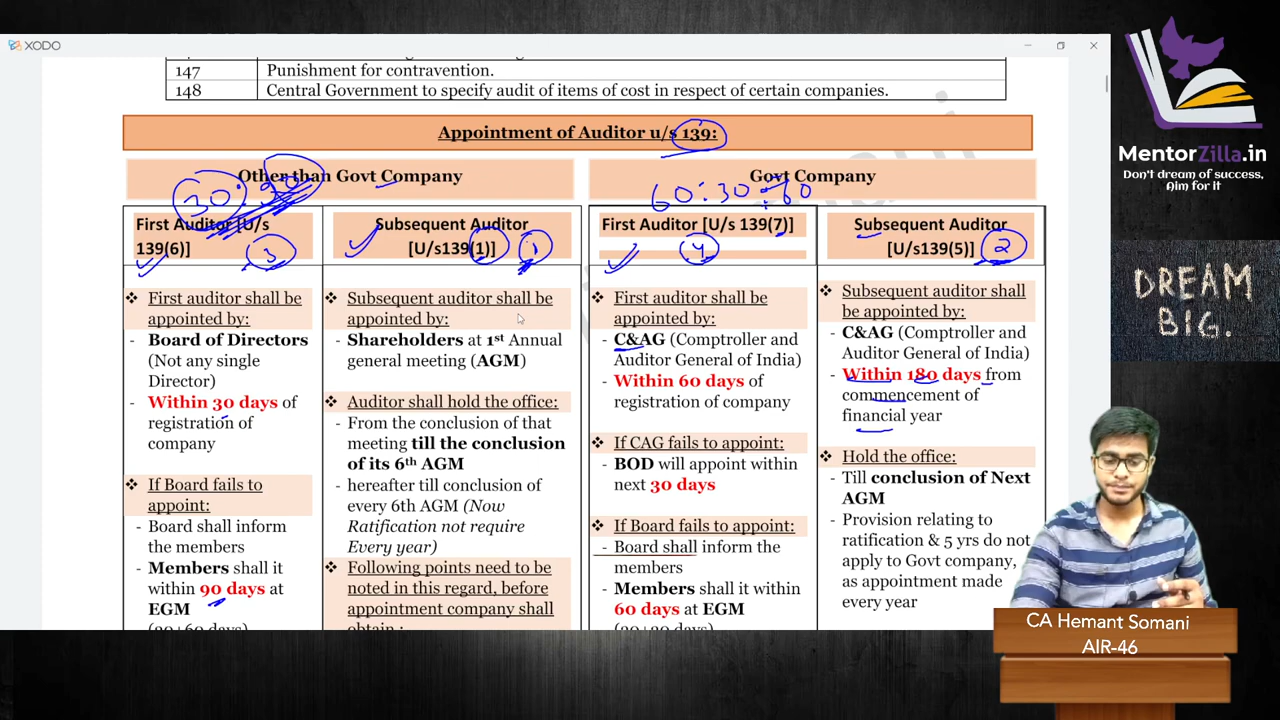 XODO
147 Punishment for contravention.
148 Central Government to specify audit of items of cost in respect of certain companies.
Appointment of Auditor u/s 139:
Other than Govt Company
Govt Company
30 : 90
60 : 30 : 60
First Auditor [U/s
139(6)]
3
❖ First auditor shall be
appointed by:
- Board of Directors
(Not any single
Director)
- Within 30 days of
registration of
company
❖ If Board fails to
appoint:
- Board shall inform
the members
- Members shall it
within 90 days at
EGM
Subsequent Auditor
[U/s139(1)]
1
❖ Subsequent auditor shall be
appointed by:
- Shareholders at 1st Annual
general meeting (AGM)
❖ Auditor shall hold the office:
- From the conclusion of that
meeting till the conclusion
of its 6th AGM
- hereafter till conclusion of
every 6th AGM (Now
Ratification not require
Every year)
❖ Following points need to be
noted in this regard, before
appointment company shall
obtain :
First Auditor [U/s 139(7)]
4
❖ First auditor shall be
appointed by:
- C&AG (Comptroller and
Auditor General of India)
- Within 60 days of
registration of company
❖ If CAG fails to appoint:
- BOD will appoint within
next 30 days
❖ If Board fails to appoint:
- Board shall inform the
members
- Members shall it within
60 days at EGM
Subsequent Auditor
[U/s139(5)]
2
❖ Subsequent auditor shall
be appointed by:
- C&AG (Comptroller and
Auditor General of India)
- Within 180 days from
commencement of
financial year
❖ Hold the office:
- Till conclusion of Next
AGM
- Provision relating to
ratification & 5 yrs do not
apply to Govt company,
as appointment made
every year
MentorZilla.in
Don't dream of success,
Aim for it
DREAM
BIG.
CA Hemant Somani
AIR-46